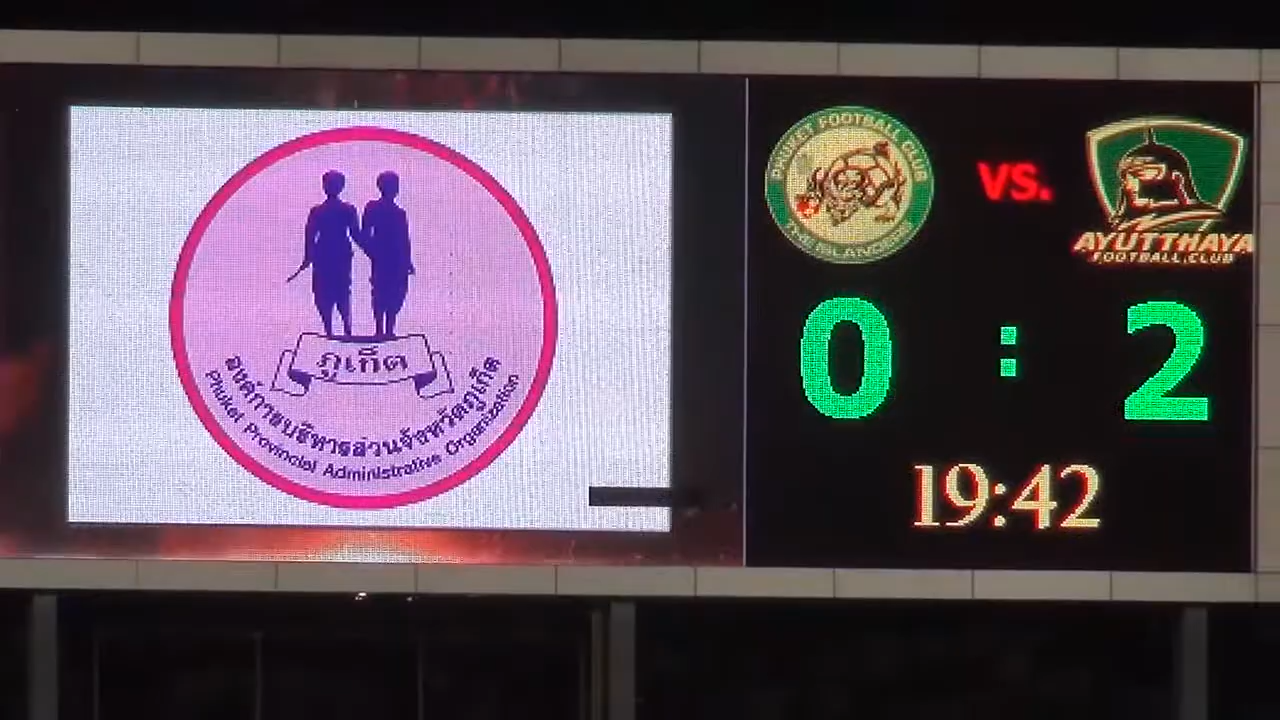 ภูเก็ต
องค์การบริหารส่วนจังหวัดภูเก็ต
Phuket Provincial Administrative Organization
PHUKET FOOTBALL CLUB
THE ISLANDERS
VS.
AYUTTHAYA
FOOTBALL CLUB
0 : 2
19:42